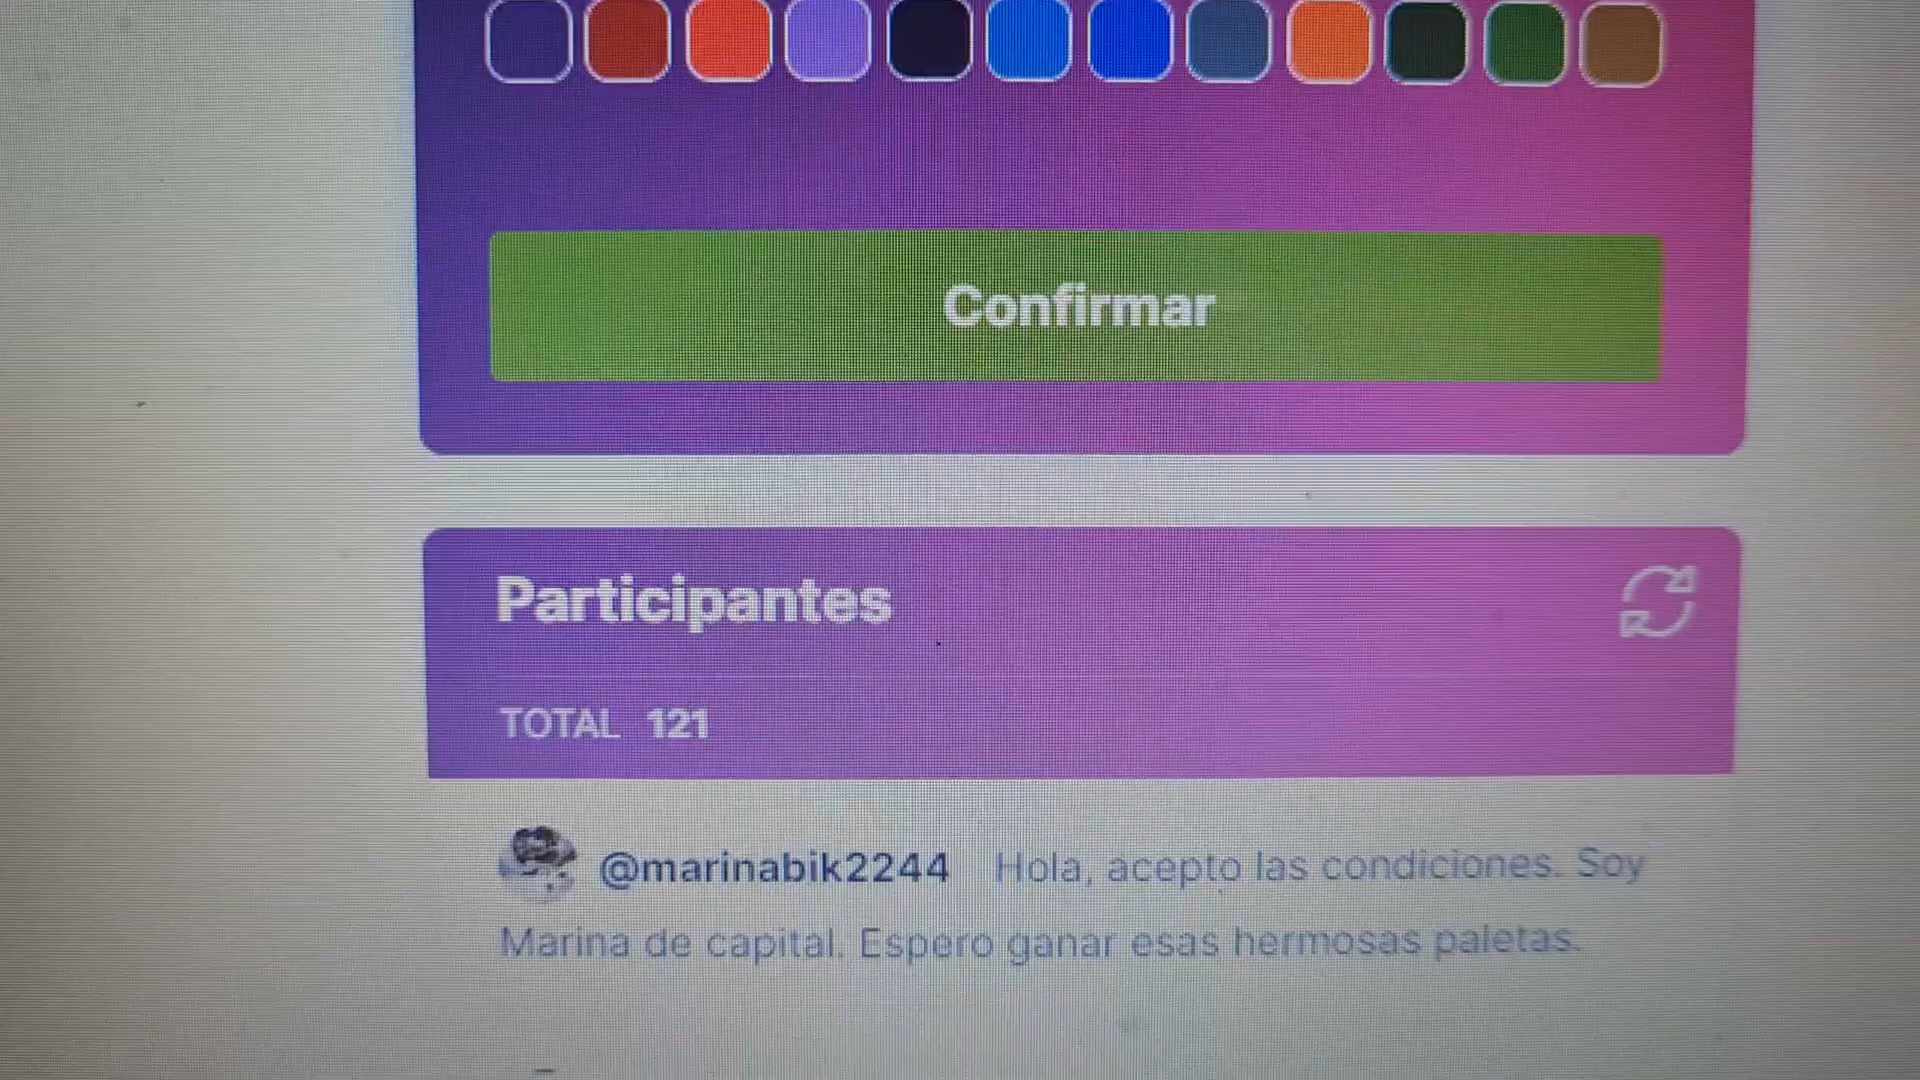 Confirmar
Participantes
TOTAL 121
@marinabik2244 Hola, acepto las condiciones. Soy
Marina de capital. Espero ganar esas hermosas paletas.